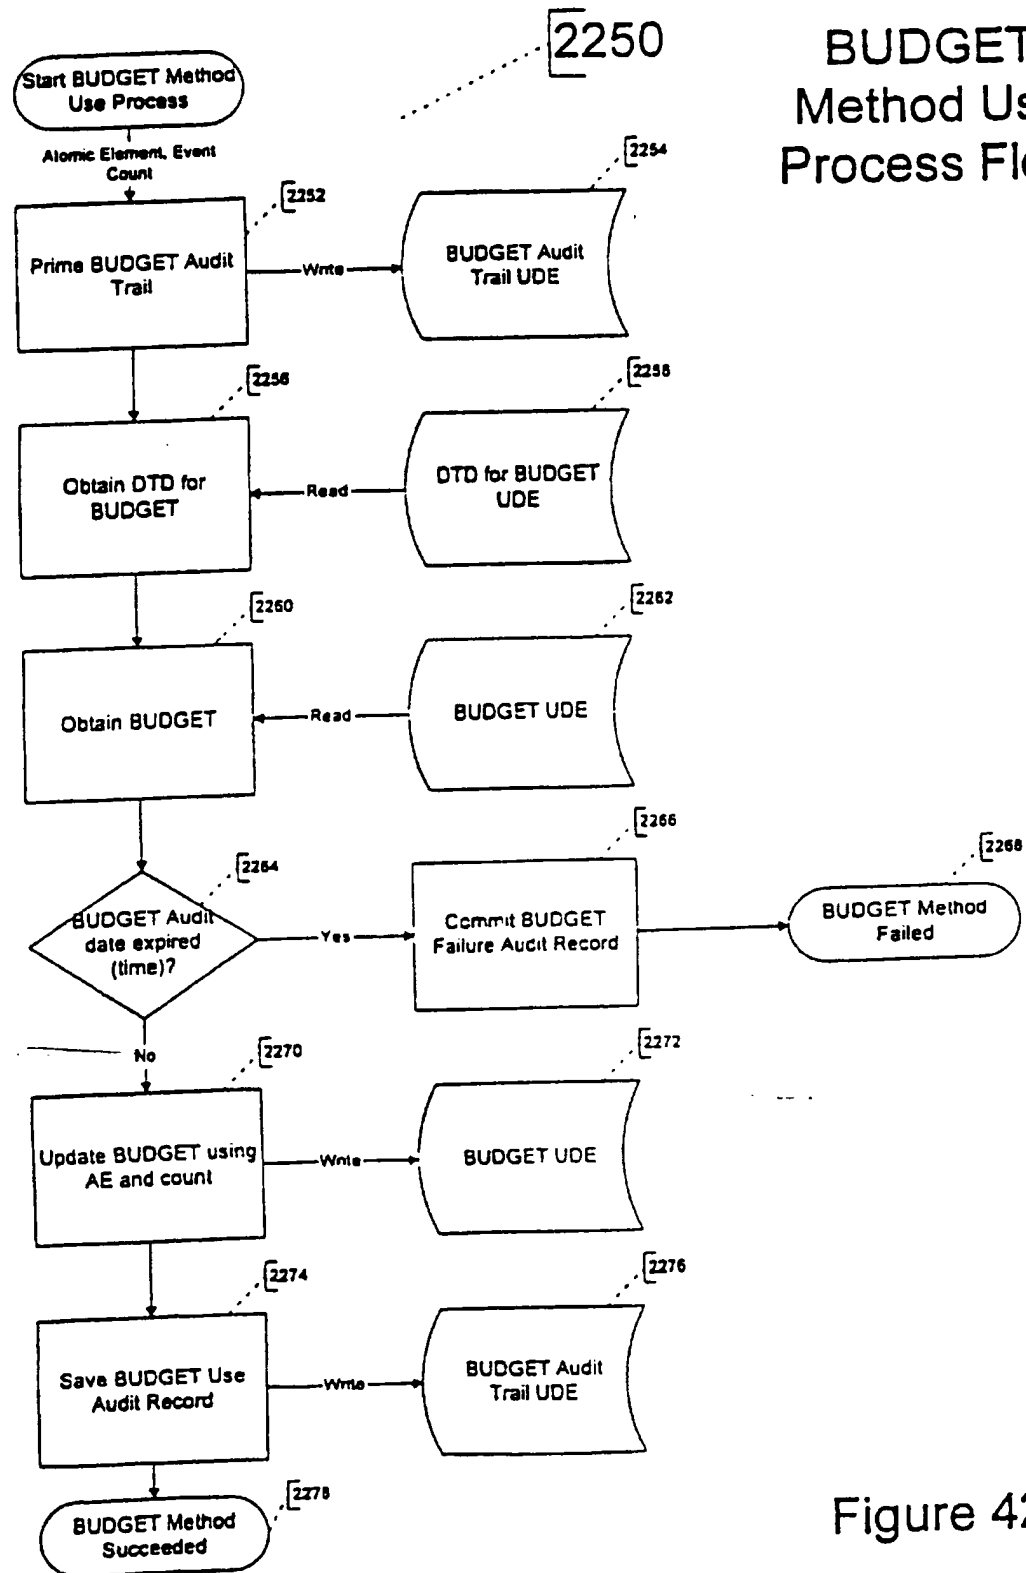 2250
BUDGET
Method Us
Process Flo
Start BUDGET Method
Use Process
Atomic Element, Event
Count
2252
2254
Prime BUDGET Audit
Trail
Write
BUDGET Audit
Trail UDE
2256
2258
Obtain DTD for
BUDGET
Read
DTD for BUDGET
UDE
2260
2262
Obtain BUDGET
Read
BUDGET UDE
2264
2266
2268
BUDGET Audit
date expired
(time)?
Yes
Commit BUDGET
Failure Audit Record
BUDGET Method
Failed
No
2270
2272
Update BUDGET using
AE and count
Write
BUDGET UDE
2274
2276
Save BUDGET Use
Audit Record
Write
BUDGET Audit
Trail UDE
2278
BUDGET Method
Succeeded
Figure 42